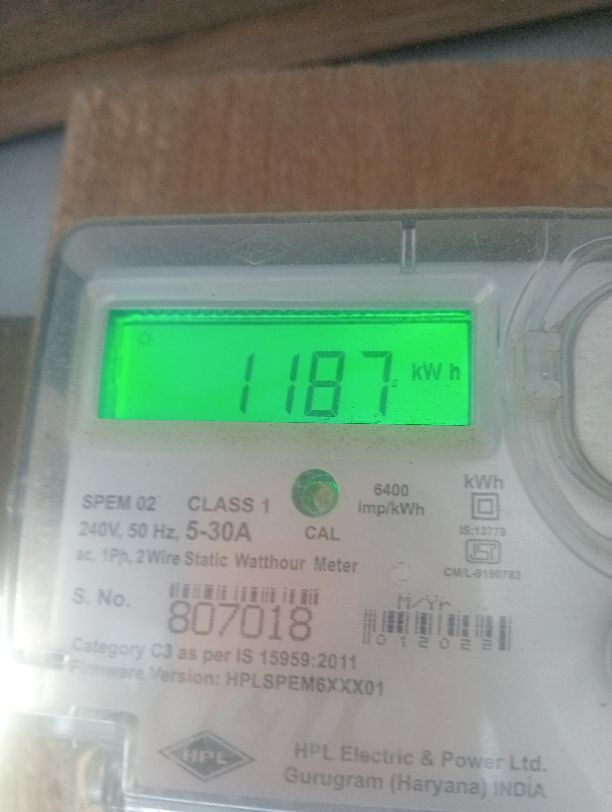 1187 kWh
6400
imp/kWh
kWh
SPEM 02 CLASS 1
CAL
IS:13779
240V, 50 Hz, 5-30A
ac, 1Ph, 2 Wire Static Watthour Meter
CM/L-9190783
S. No.
807018
M/Yr.
012022
Category C3 as per IS 15959:2011
Firmware Version: HPLSPEM6XXX01
HPL
HPL Electric & Power Ltd.
Gurugram (Haryana) INDIA